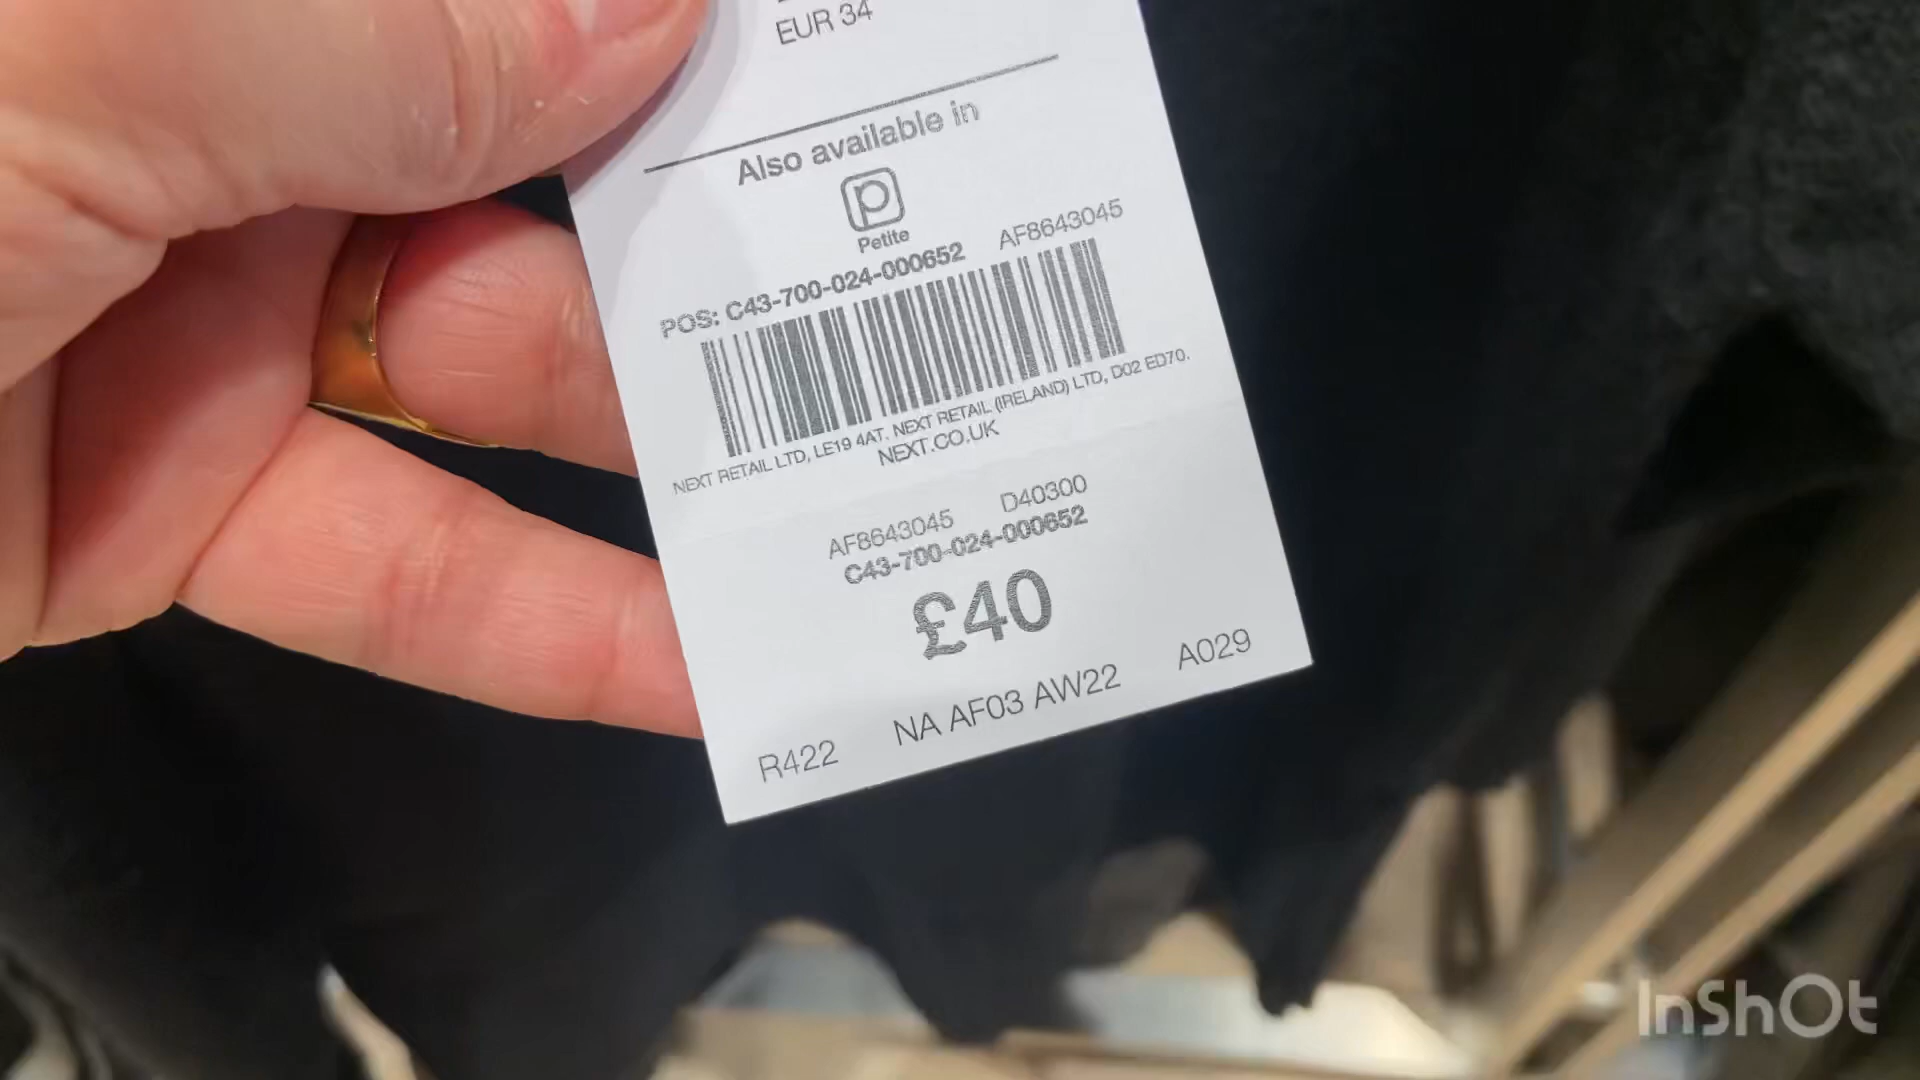 EUR 34
Also available in
p
Petite
POS: C43-700-024-000652 AF8643045
NEXT RETAIL LTD, LE19 4AT. NEXT RETAIL (IRELAND) LTD, D02 ED70.
NEXT.CO.UK
AF8643045 D40300
C43-700-024-000652
£40
R422 NA AF03 AW22 A029
InShOt